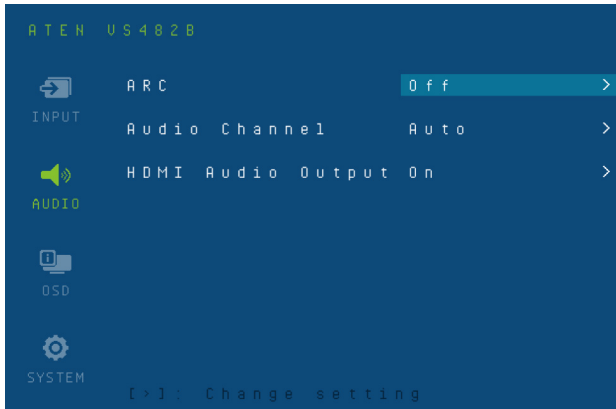 ATEN VS482B
INPUT
AUDIO
OSD
SYSTEM
ARC Off >
Audio Channel Auto >
HDMI Audio Output On >
[>]: Change setting